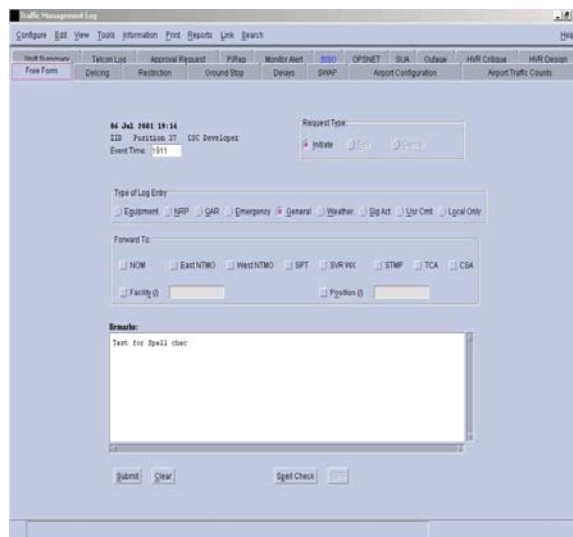 Traffic Management Log
Configure Edit View Tools Information Print Reports Link Search Help
Shift Summary Telcon Log Approval Request PiRep Monitor Alert SISO OPSNET SUA Outage HVR Critique HVR Design
Free Form Deicing Restriction Ground Stop Delays SWAP Airport Configuration Airport Traffic Counts
06 Jul 2001 19:14
ZID Position 37 CSC Developer
Event Time: 1911
Request Type:
Initiate Edit
Type of Log Entry
Equipment NRP QAR Emergency General Weather Sig Act Usr Cmt Local Only
Forward To:
NOM East NTMO West NTMO SPT SVR WX STMP TCA CSA
Facility (/) Position (/)
Remarks:
Test for Spell chec
Submit Clear Spell Check